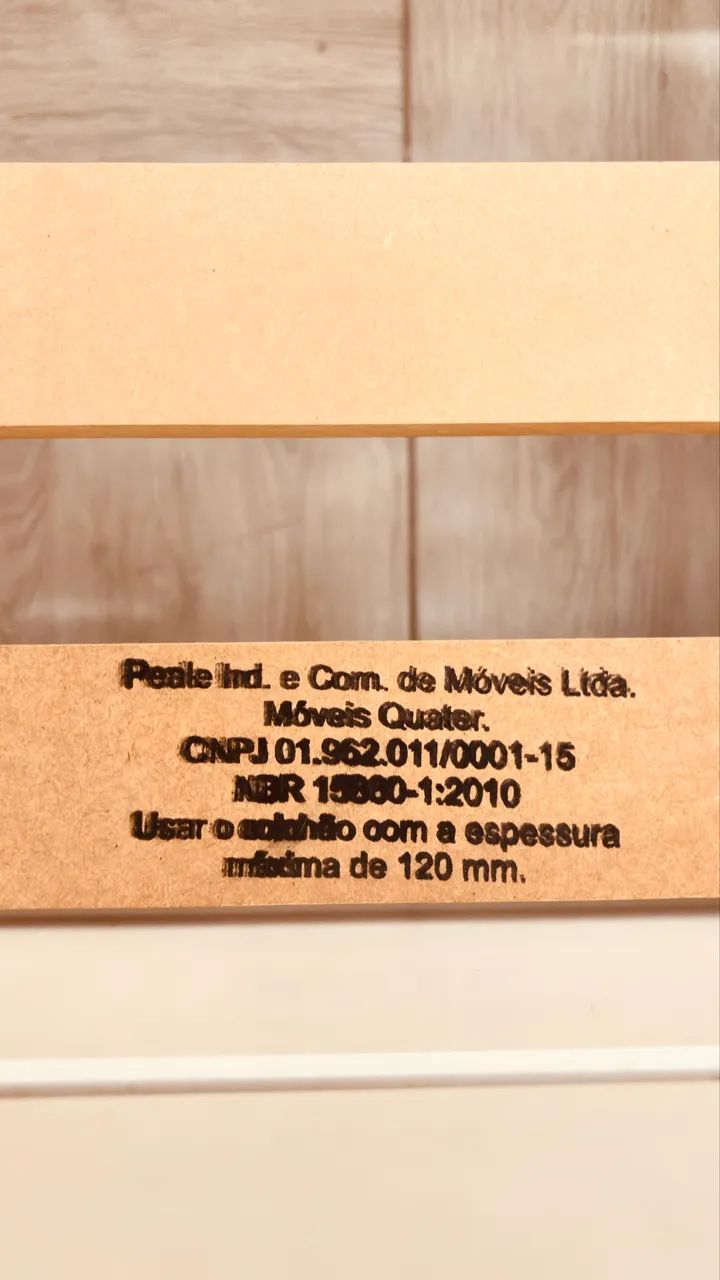 Peale Ind. e Com. de Móveis Ltda.
Móveis Quater.
CNPJ 01.962.011/0001-15
NBR 15860-1:2010
Usar o colchão com a espessura
máxima de 120 mm.